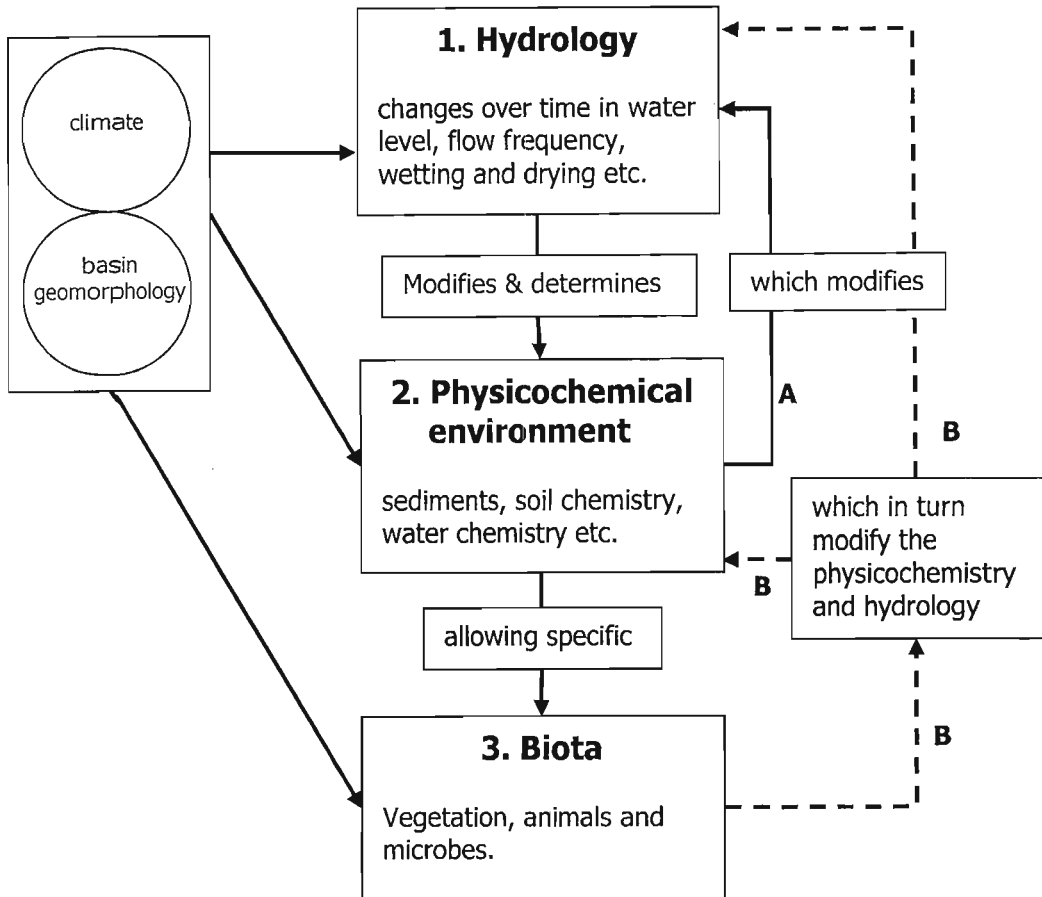 climate
basin
geomorphology
1. Hydrology
changes over time in water
level, flow frequency,
wetting and drying etc.
Modifies & determines
which modifies
2. Physicochemical
environment
sediments, soil chemistry,
water chemistry etc.
A
B
B
which in turn
modify the
physicochemistry
and hydrology
allowing specific
B
3. Biota
Vegetation, animals and
microbes.